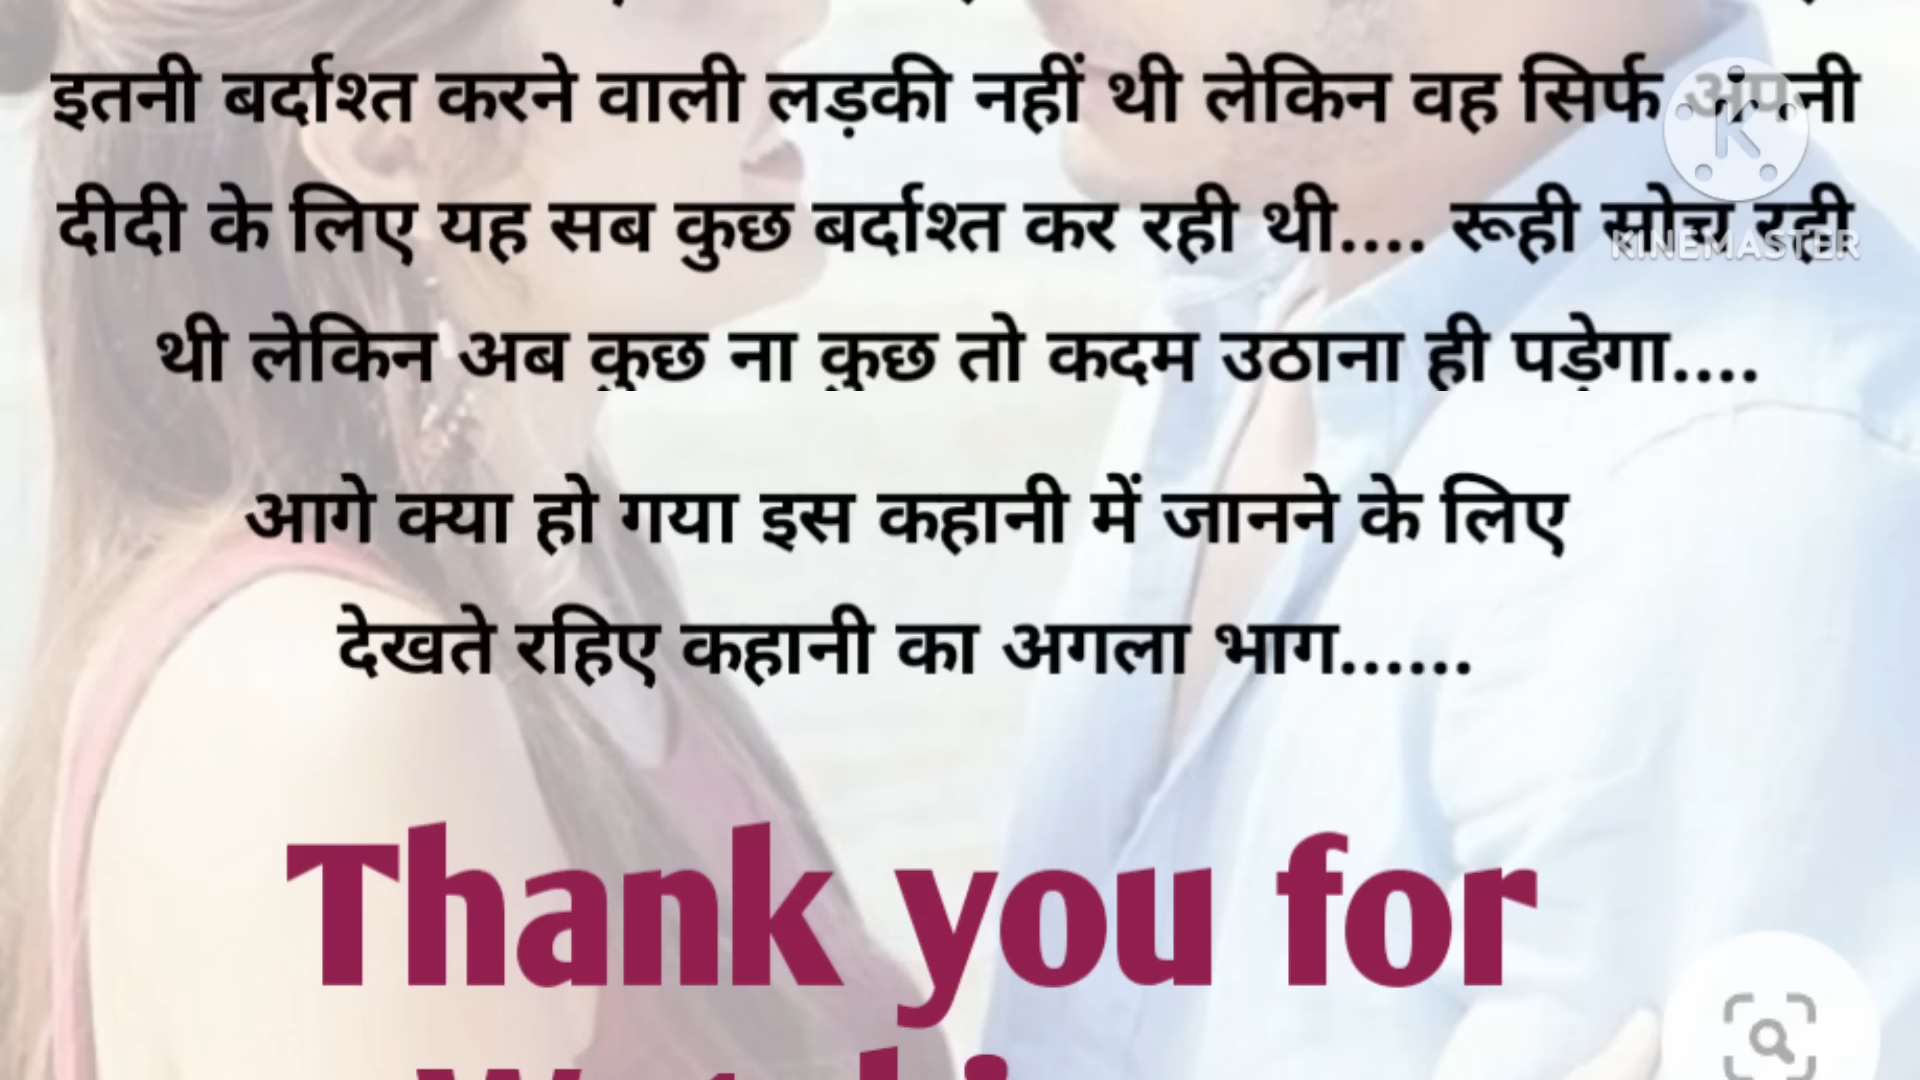 इतनी बर्दाश्त करने वाली लड़की नहीं थी लेकिन वह सिर्फ अपनी
दीदी के लिए यह सब कुछ बर्दाश्त कर रही थी.... रूही सोच रही
KINEMASTER
थी लेकिन अब कुछ ना कुछ तो कदम उठाना ही पड़ेगा....
आगे क्या हो गया इस कहानी में जानने के लिए
देखते रहिए कहानी का अगला भाग......
Thank you for